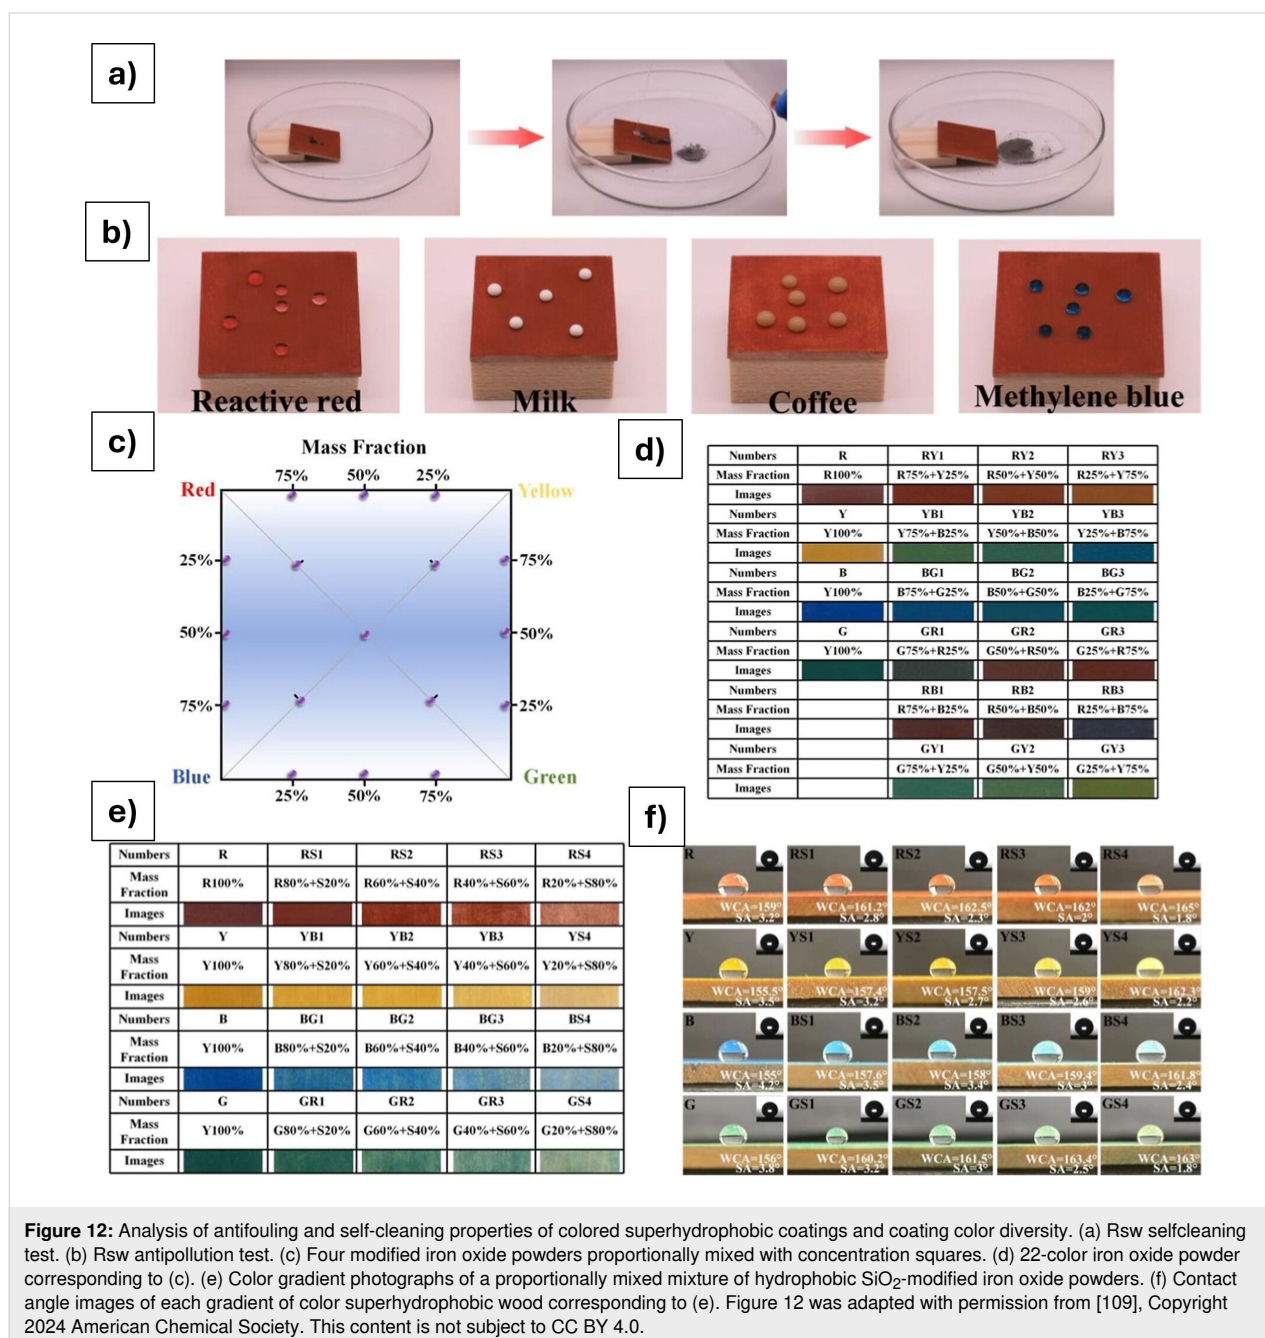 a)
b)
Reactive red
Milk
Coffee
Methylene blue
c)
Mass Fraction
75% 50% 25%
Red Yellow
25% 75%
50% 50%
75% 25%
Blue Green
25% 50% 75%
d)
Numbers R RY1 RY2 RY3
Mass Fraction R100% R75%+Y25% R50%+Y50% R25%+Y75%
Images
Numbers Y YB1 YB2 YB3
Mass Fraction Y100% Y75%+B25% Y50%+B50% Y25%+B75%
Images
Numbers B BG1 BG2 BG3
Mass Fraction Y100% B75%+G25% B50%+G50% B25%+G75%
Images
Numbers G GR1 GR2 GR3
Mass Fraction Y100% G75%+R25% G50%+R50% G25%+R75%
Images
Numbers RB1 RB2 RB3
Mass Fraction R75%+B25% R50%+B50% R25%+B75%
Images
Numbers GY1 GY2 GY3
Mass Fraction G75%+Y25% G50%+Y50% G25%+Y75%
Images
e)
Numbers R RS1 RS2 RS3 RS4
Mass Fraction R100% R80%+S20% R60%+S40% R40%+S60% R20%+S80%
Images
Numbers Y YB1 YB2 YB3 YS4
Mass Fraction Y100% Y80%+S20% Y60%+S40% Y40%+S60% Y20%+S80%
Images
Numbers B BG1 BG2 BG3 BS4
Mass Fraction Y100% B80%+S20% B60%+S40% B40%+S60% B20%+S80%
Images
Numbers G GR1 GR2 GR3 GS4
Mass Fraction Y100% G80%+S20% G60%+S40% G40%+S60% G20%+S80%
Images
f)
R RS1 RS2 RS3 RS4
WCA=159° WCA=161.2° WCA=162.5° WCA=162° WCA=165°
SA=3.2° SA=2.8° SA=2.3° SA=2° SA=1.8°
Y YS1 YS2 YS3 YS4
WCA=155.5° WCA=157.4° WCA=157.5° WCA=159° WCA=162.3°
SA=3.5° SA=3.2° SA=2.7° SA=2.6° SA=2.2°
B BS1 BS2 BS3 BS4
WCA=155° WCA=157.6° WCA=158° WCA=159.4° WCA=161.8°
SA=4.2° SA=3.5° SA=3.4° SA=3° SA=2.4°
G GS1 GS2 GS3 GS4
WCA=156° WCA=160.2° WCA=161.5° WCA=163.4° WCA=163°
SA=3.8° SA=3.2° SA=3° SA=2.5° SA=1.8°
Figure 12: Analysis of antifouling and self-cleaning properties of colored superhydrophobic coatings and coating color diversity. (a) Rsw selfcleaning
test. (b) Rsw antipollution test. (c) Four modified iron oxide powders proportionally mixed with concentration squares. (d) 22-color iron oxide powder
corresponding to (c). (e) Color gradient photographs of a proportionally mixed mixture of hydrophobic SiO₂-modified iron oxide powders. (f) Contact
angle images of each gradient of color superhydrophobic wood corresponding to (e). Figure 12 was adapted with permission from [109], Copyright
2024 American Chemical Society. This content is not subject to CC BY 4.0.